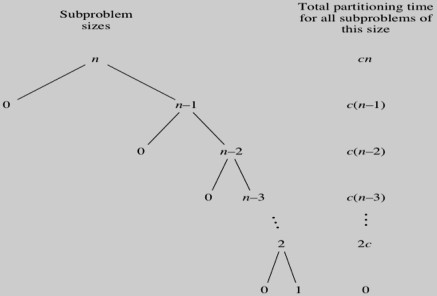 Subproblem
sizes
Total partitioning time
for all subproblems of
this size
n
cn
0
n–1
c(n–1)
0
n–2
c(n–2)
0
n–3
c(n–3)
⋱
⋮
2
2c
0
1
0